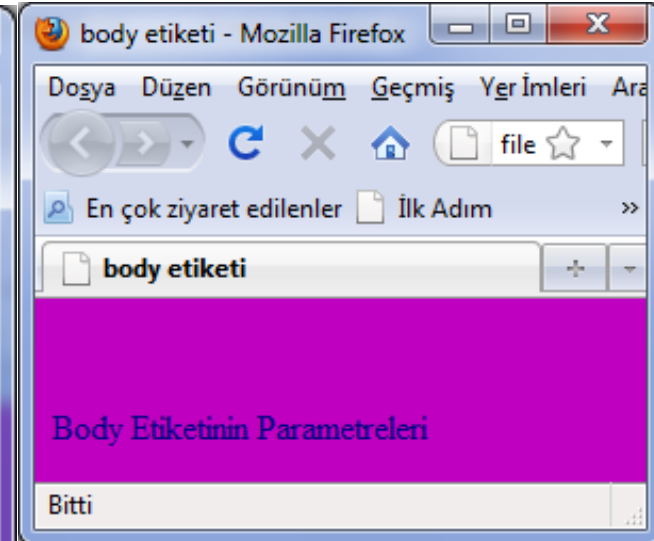 body etiketi - Mozilla Firefox
Dosya Düzen Görünüm Geçmiş Yer İmleri Ara
file
En çok ziyaret edilenler İlk Adım »
body etiketi
Body Etiketinin Parametreleri
Bitti